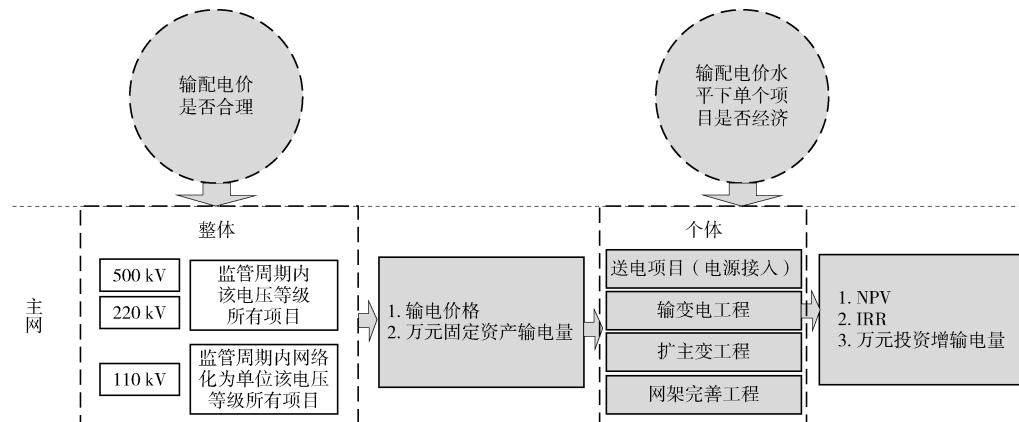 输配电价
是否合理
输配电价水
平下单个项
目是否经济
主网
整体
500 kV
220 kV
监管周期内
该电压等级
所有项目
110 kV
监管周期内网络
化为单位该电压
等级所有项目
1. 输电价格
2. 万元固定资产输电量
个体
送电项目（电源接入）
输变电工程
扩主变工程
网架完善工程
1. NPV
2. IRR
3. 万元投资增输电量